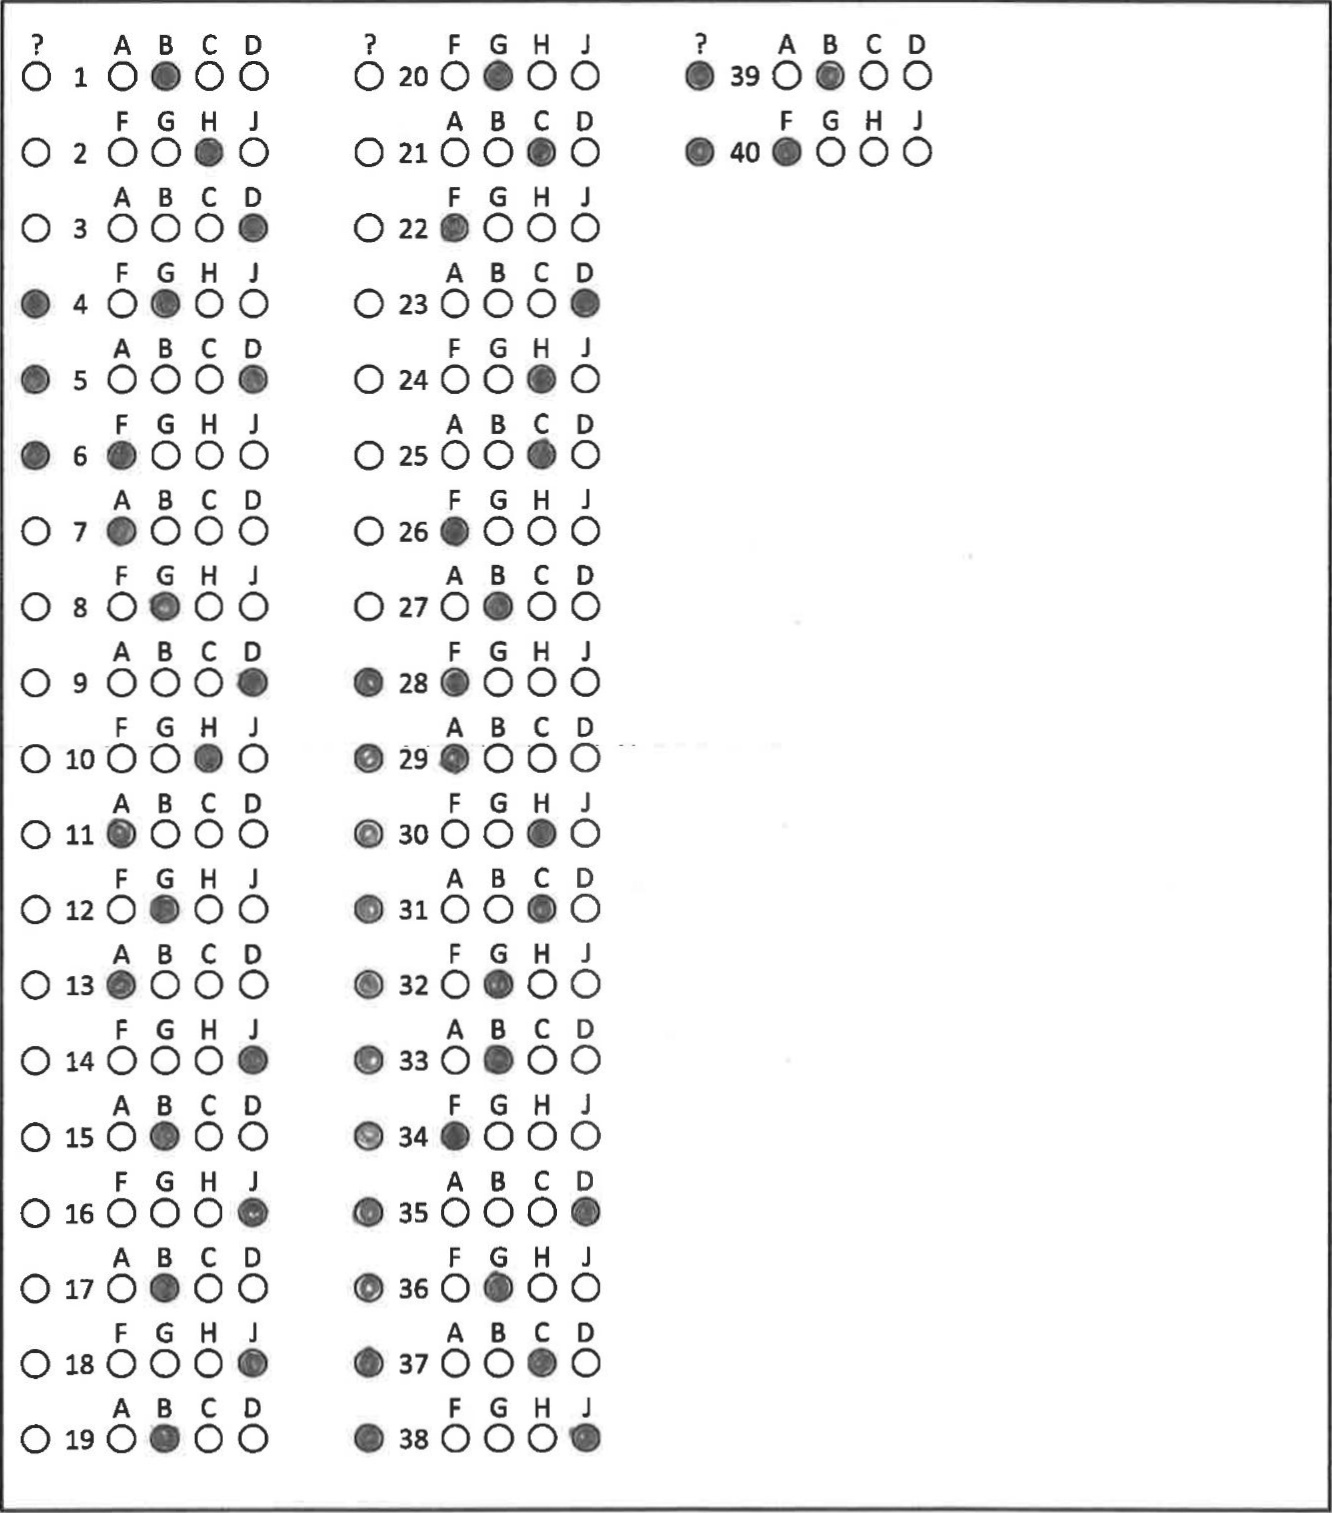 ? A B C D
1
F G H J
2
A B C D
3
F G H J
4
A B C D
5
F G H J
6
A B C D
7
F G H J
8
A B C D
9
F G H J
10
A B C D
11
F G H J
12
A B C D
13
F G H J
14
A B C D
15
F G H J
16
A B C D
17
F G H J
18
A B C D
19
? F G H J
20
A B C D
21
F G H J
22
A B C D
23
F G H J
24
A B C D
25
F G H J
26
A B C D
27
F G H J
28
A B C D
29
F G H J
30
A B C D
31
F G H J
32
A B C D
33
F G H J
34
A B C D
35
F G H J
36
A B C D
37
F G H J
38
? A B C D
39
F G H J
40